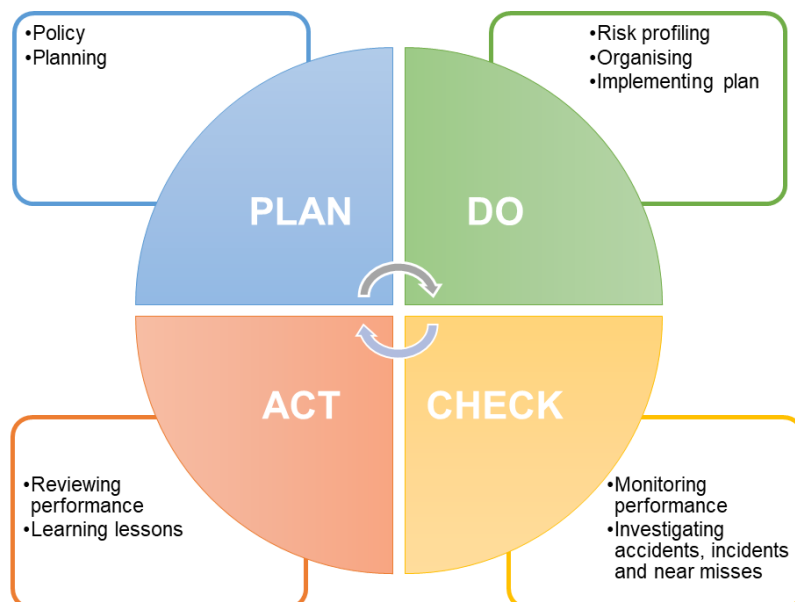 •Policy
•Planning
•Risk profiling
•Organising
•Implementing plan
PLAN
DO
ACT
CHECK
•Reviewing
performance
•Learning lessons
•Monitoring
performance
•Investigating
accidents, incidents
and near misses